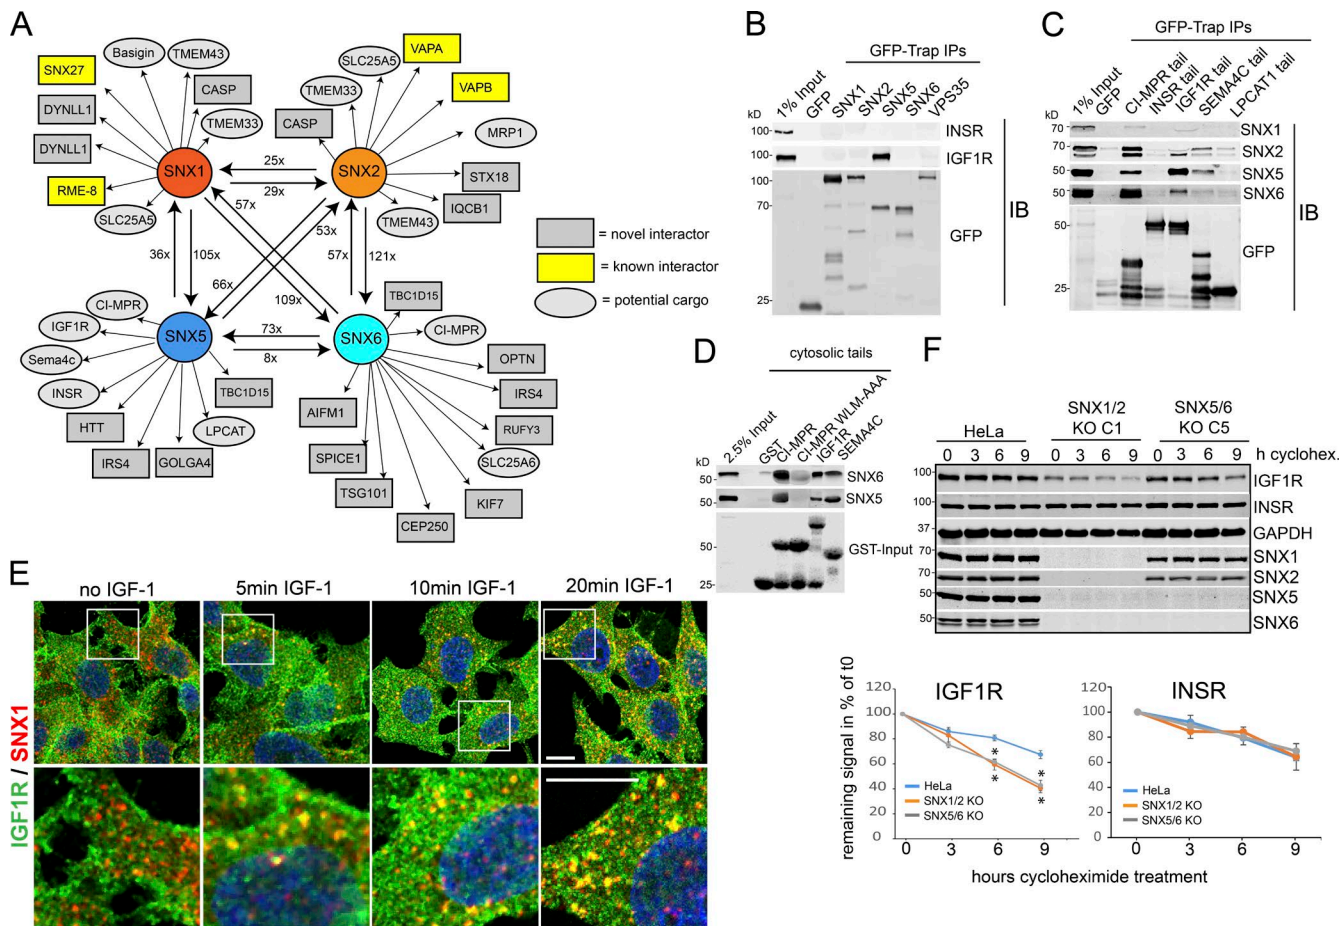 A
Basigin
TMEM43
SNX27
CASP
DYNLL1
TMEM33
DYNLL1
SNX1
RME-8
SLC25A5
VAPA
SLC25A5
VAPB
TMEM33
CASP
MRP1
SNX2
STX18
IQCB1
TMEM43
25x
29x
57x
53x
36x
105x
57x
121x
66x
109x
73x
8x
= novel interactor
= known interactor
= potential cargo
CI-MPR
IGF1R
SNX5
Sema4c
INSR
TBC1D15
HTT
LPCAT
IRS4
GOLGA4
TBC1D15
SNX6
CI-MPR
OPTN
AIFM1
IRS4
RUFY3
SPICE1
SLC25A6
TSG101
KIF7
CEP250
B
GFP-Trap IPs
1% Input
GFP
SNX1
SNX2
SNX5
SNX6
VPS35
kD
100-
INSR
100-
IGF1R
100-
70-
GFP
25-
IB
C
GFP-Trap IPs
1% Input
GFP
CI-MPR tail
INSR tail
IGF1R tail
SEMA4C tail
LPCAT1 tail
kD
70-
SNX1
70-
SNX2
50-
SNX5
50-
SNX6
50-
GFP
25-
IB
D
cytosolic tails
2.5% Input
GST
CI-MPR
CI-MPR WLM-AAA
IGF1R
SEMA4C
kD
50-
SNX6
50-
SNX5
50-
GST-Input
25-
E
no IGF-1
5min IGF-1
10min IGF-1
20min IGF-1
IGF1R / SNX1
F
HeLa
SNX1/2
KO C1
SNX5/6
KO C5
0 3 6 9 0 3 6 9 0 3 6 9 h cyclohex.
100-
IGF1R
100-
INSR
37-
GAPDH
70-
SNX1
70-
SNX2
50-
SNX5
50-
SNX6
remaining signal in % of t0
IGF1R
120
100
80
60
40
20
0
*
*
*
*
HeLa
SNX1/2 KO
SNX5/6 KO
0 3 6 9
INSR
120
100
80
60
40
20
0
HeLa
SNX1/2 KO
SNX5/6 KO
0 3 6 9
hours cycloheximide treatment